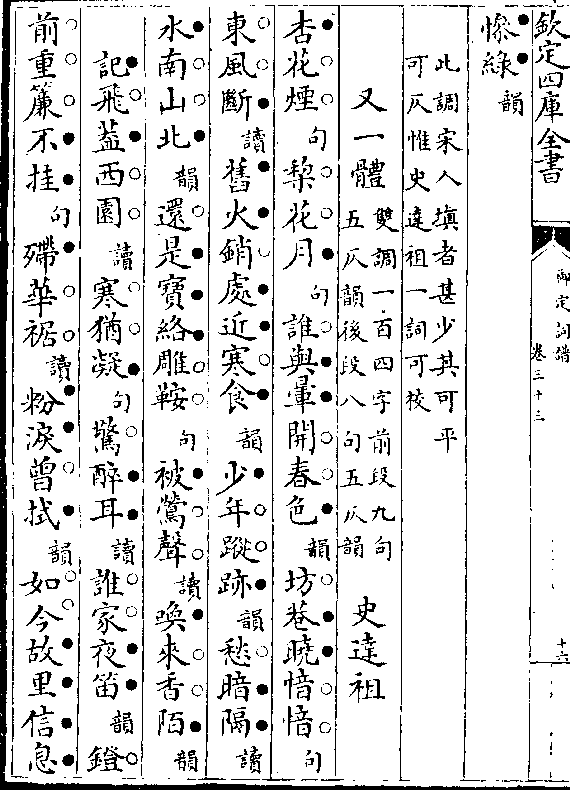 欽定四庫全書
御定詞譜
卷三十三
慘綠韻
此調宋人塡者甚少其可平
可仄惟史達祖一詞可校
又一體雙調一百四字前段九句
五仄韻後段八句五仄韻史達祖
杏花煙句梨花月句誰與暈開春色韻坊巷曉愔愔句
東風斷讀舊火銷處近寒食韻少年蹤跡韻愁暗隔讀
水南山北韻還是寶絡雕鞍句被鶯聲讀喚來香陌韻
記飛蓋西園讀寒猶凝句驚醉耳讀誰家夜笛韻鐙
前重簾不挂句殢華裾讀粉淚曾拭韻如今故里信息